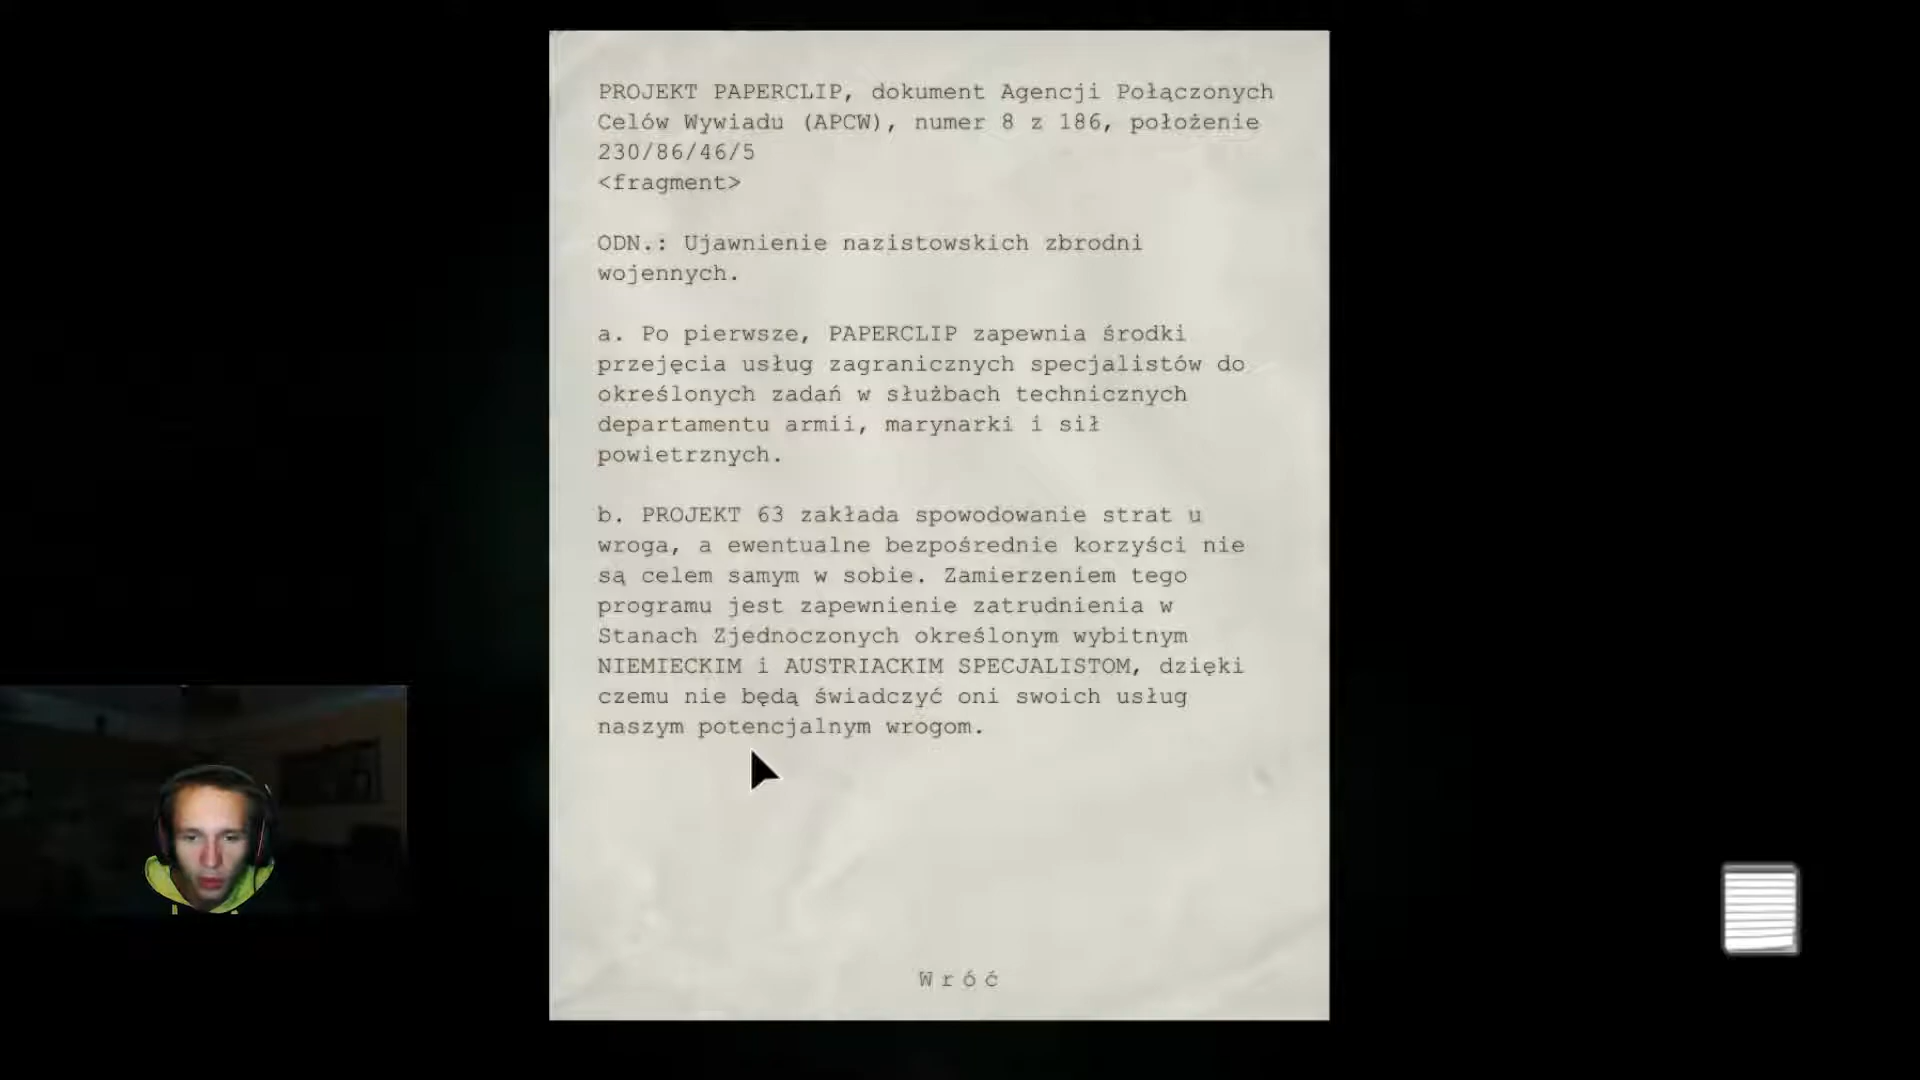 PROJEKT PAPERCLIP, dokument Agencji Połączonych
Celów Wywiadu (APCW), numer 8 z 186, położenie
230/86/46/5
<fragment>
ODN.: Ujawnienie nazistowskich zbrodni
wojennych.
a. Po pierwsze, PAPERCLIP zapewnia środki
przejęcia usług zagranicznych specjalistów do
określonych zadań w służbach technicznych
departamentu armii, marynarki i sił
powietrznych.
b. PROJEKT 63 zakłada spowodowanie strat u
wroga, a ewentualne bezpośrednie korzyści nie
są celem samym w sobie. Zamierzeniem tego
programu jest zapewnienie zatrudnienia w
Stanach Zjednoczonych określonym wybitnym
NIEMIECKIM i AUSTRIACKIM SPECJALISTOM, dzięki
czemu nie będą świadczyć oni swoich usług
naszym potencjalnym wrogom.
Wróć